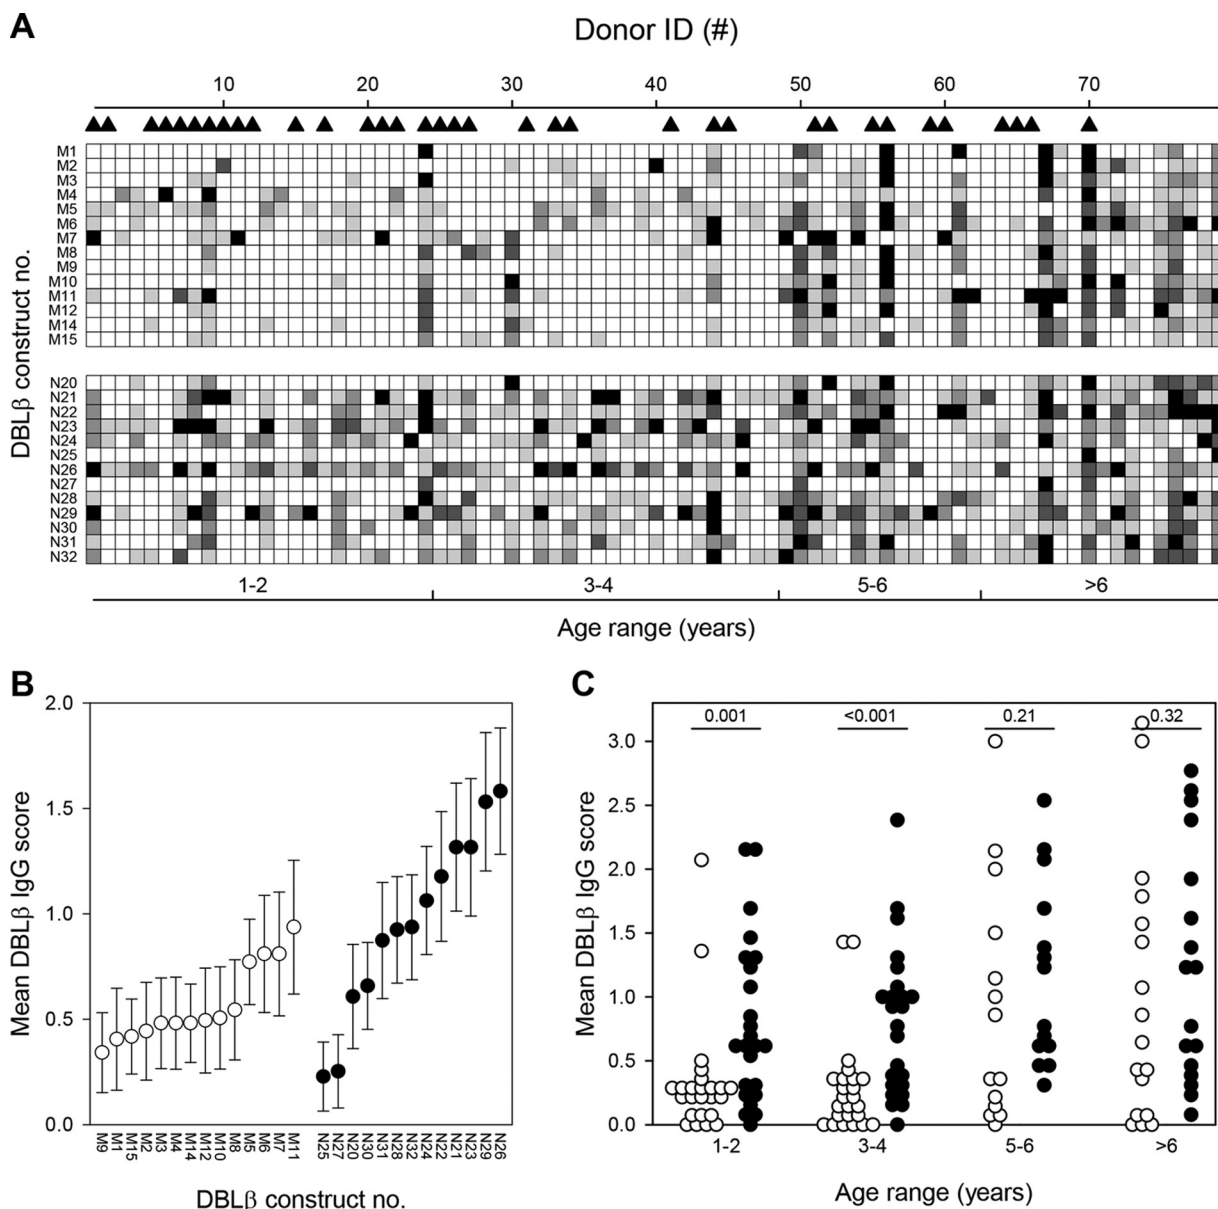 A
Donor ID (#)
10 20 30 40 50 60 70
DBLβ construct no.
M1
M2
M3
M4
M5
M6
M7
M8
M9
M10
M11
M12
M14
M15
N20
N21
N22
N23
N24
N25
N26
N27
N28
N29
N30
N31
N32
1-2 3-4 5-6 >6
Age range (years)
B
Mean DBLβ IgG score
2.0
1.5
1.0
0.5
0.0
M9 M1 M15 M2 M3 M4 M14 M12 M10 M8 M5 M6 M7 M11 N25 N27 N20 N30 N31 N28 N32 N24 N22 N21 N23 N29 N26
DBLβ construct no.
C
Mean DBLβ IgG score
0.001 <0.001 0.21 0.32
3.0
2.5
2.0
1.5
1.0
0.5
0.0
1-2 3-4 5-6 >6
Age range (years)